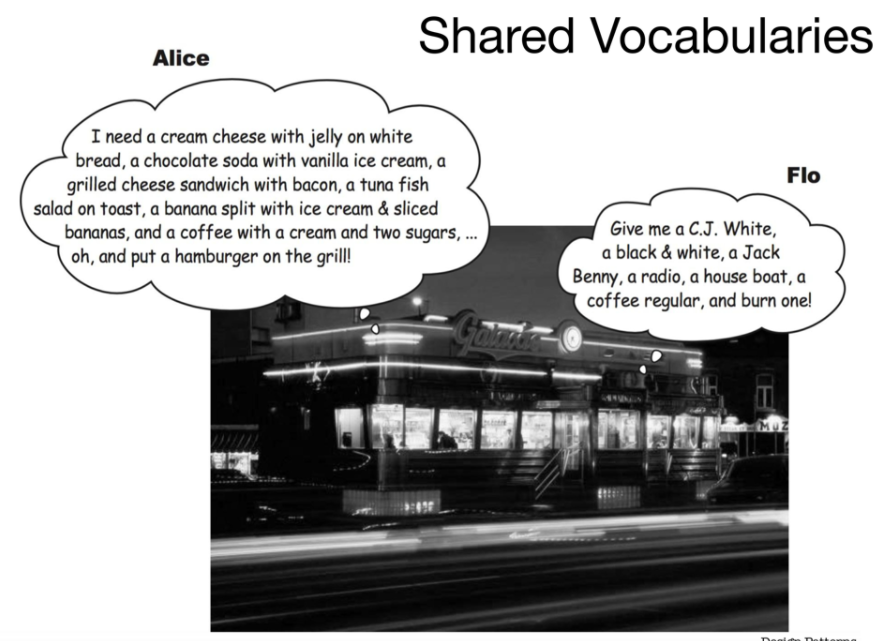 Shared Vocabularies
Alice
I need a cream cheese with jelly on white
bread, a chocolate soda with vanilla ice cream, a
grilled cheese sandwich with bacon, a tuna fish
salad on toast, a banana split with ice cream & sliced
bananas, and a coffee with a cream and two sugars, ...
oh, and put a hamburger on the grill!
Flo
Give me a C.J. White,
a black & white, a Jack
Benny, a radio, a house boat, a
coffee regular, and burn one!
MUZ
Design Patterns